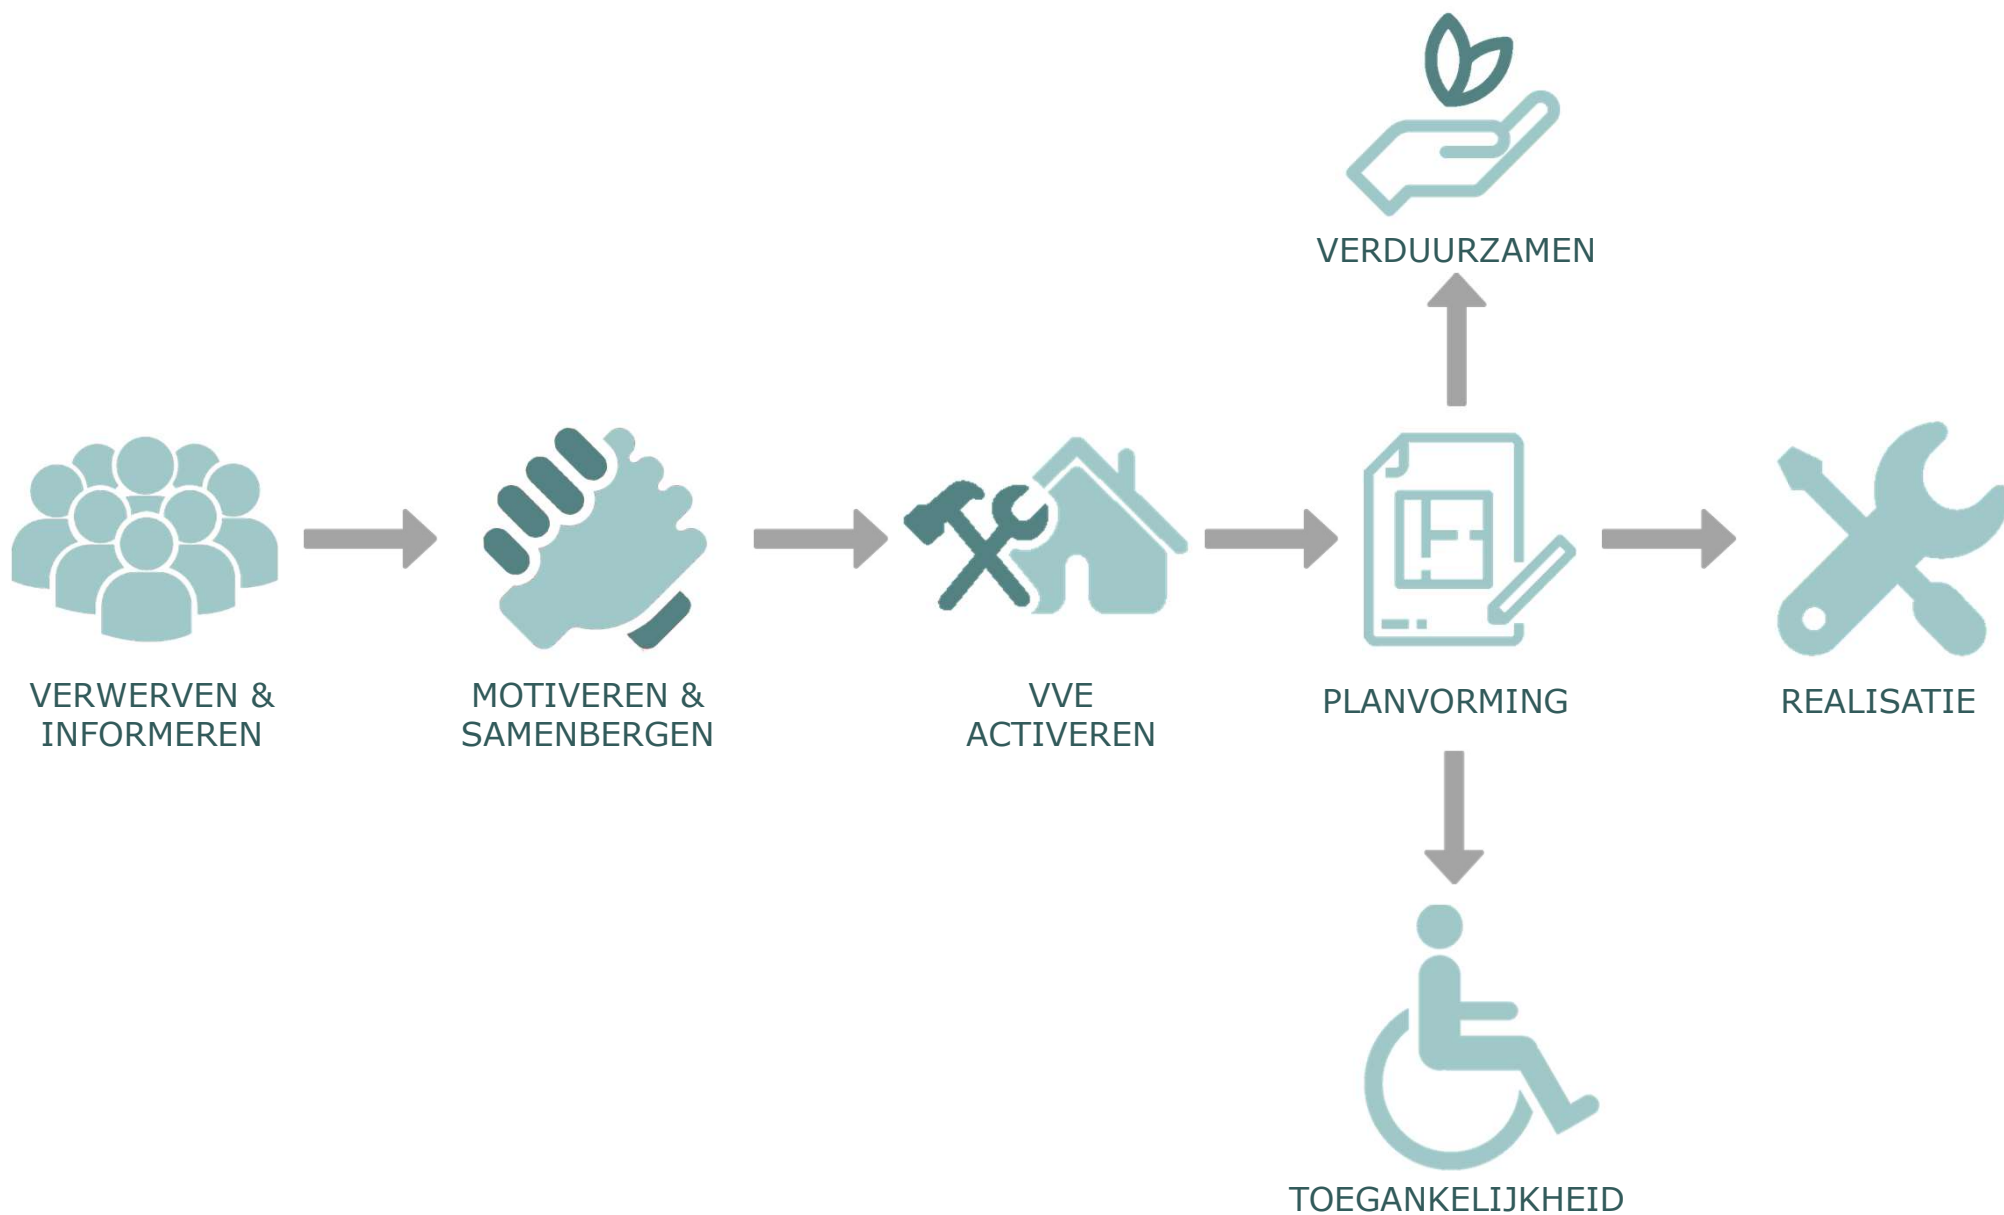 VERDUURZAMEN
VERWERVEN &
INFORMEREN
MOTIVEREN &
SAMENBERGEN
VVE
ACTIVEREN
PLANVORMING
REALISATIE
TOEGANKELIJKHEID